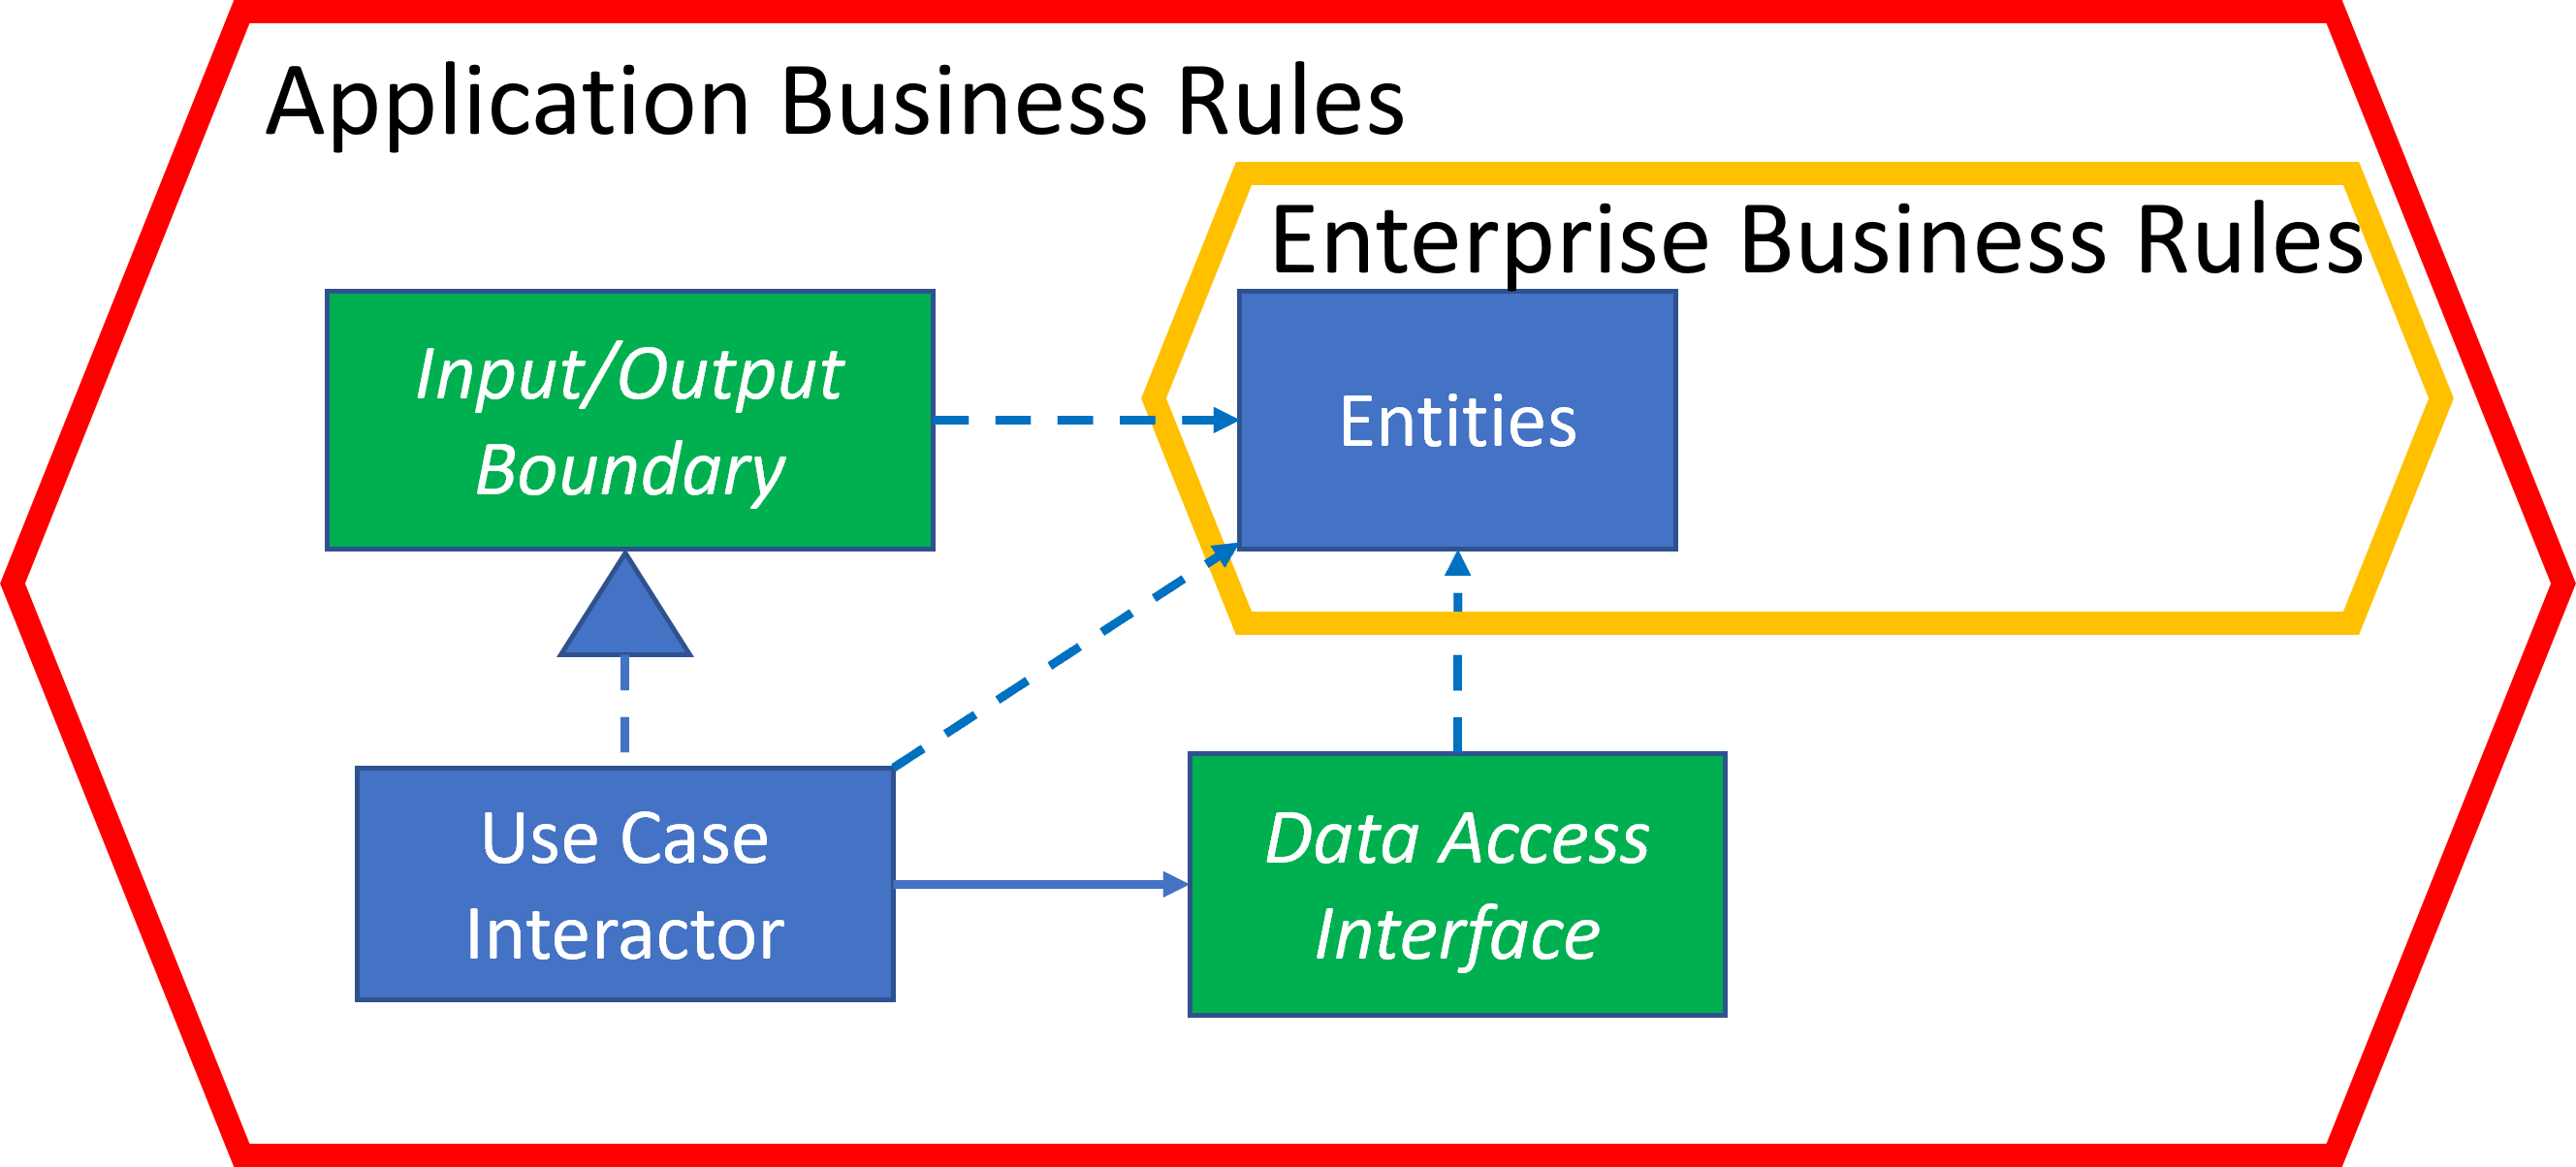 Application Business Rules
Enterprise Business Rules
Input/Output
Boundary
Entities
Use Case
Interactor
Data Access
Interface